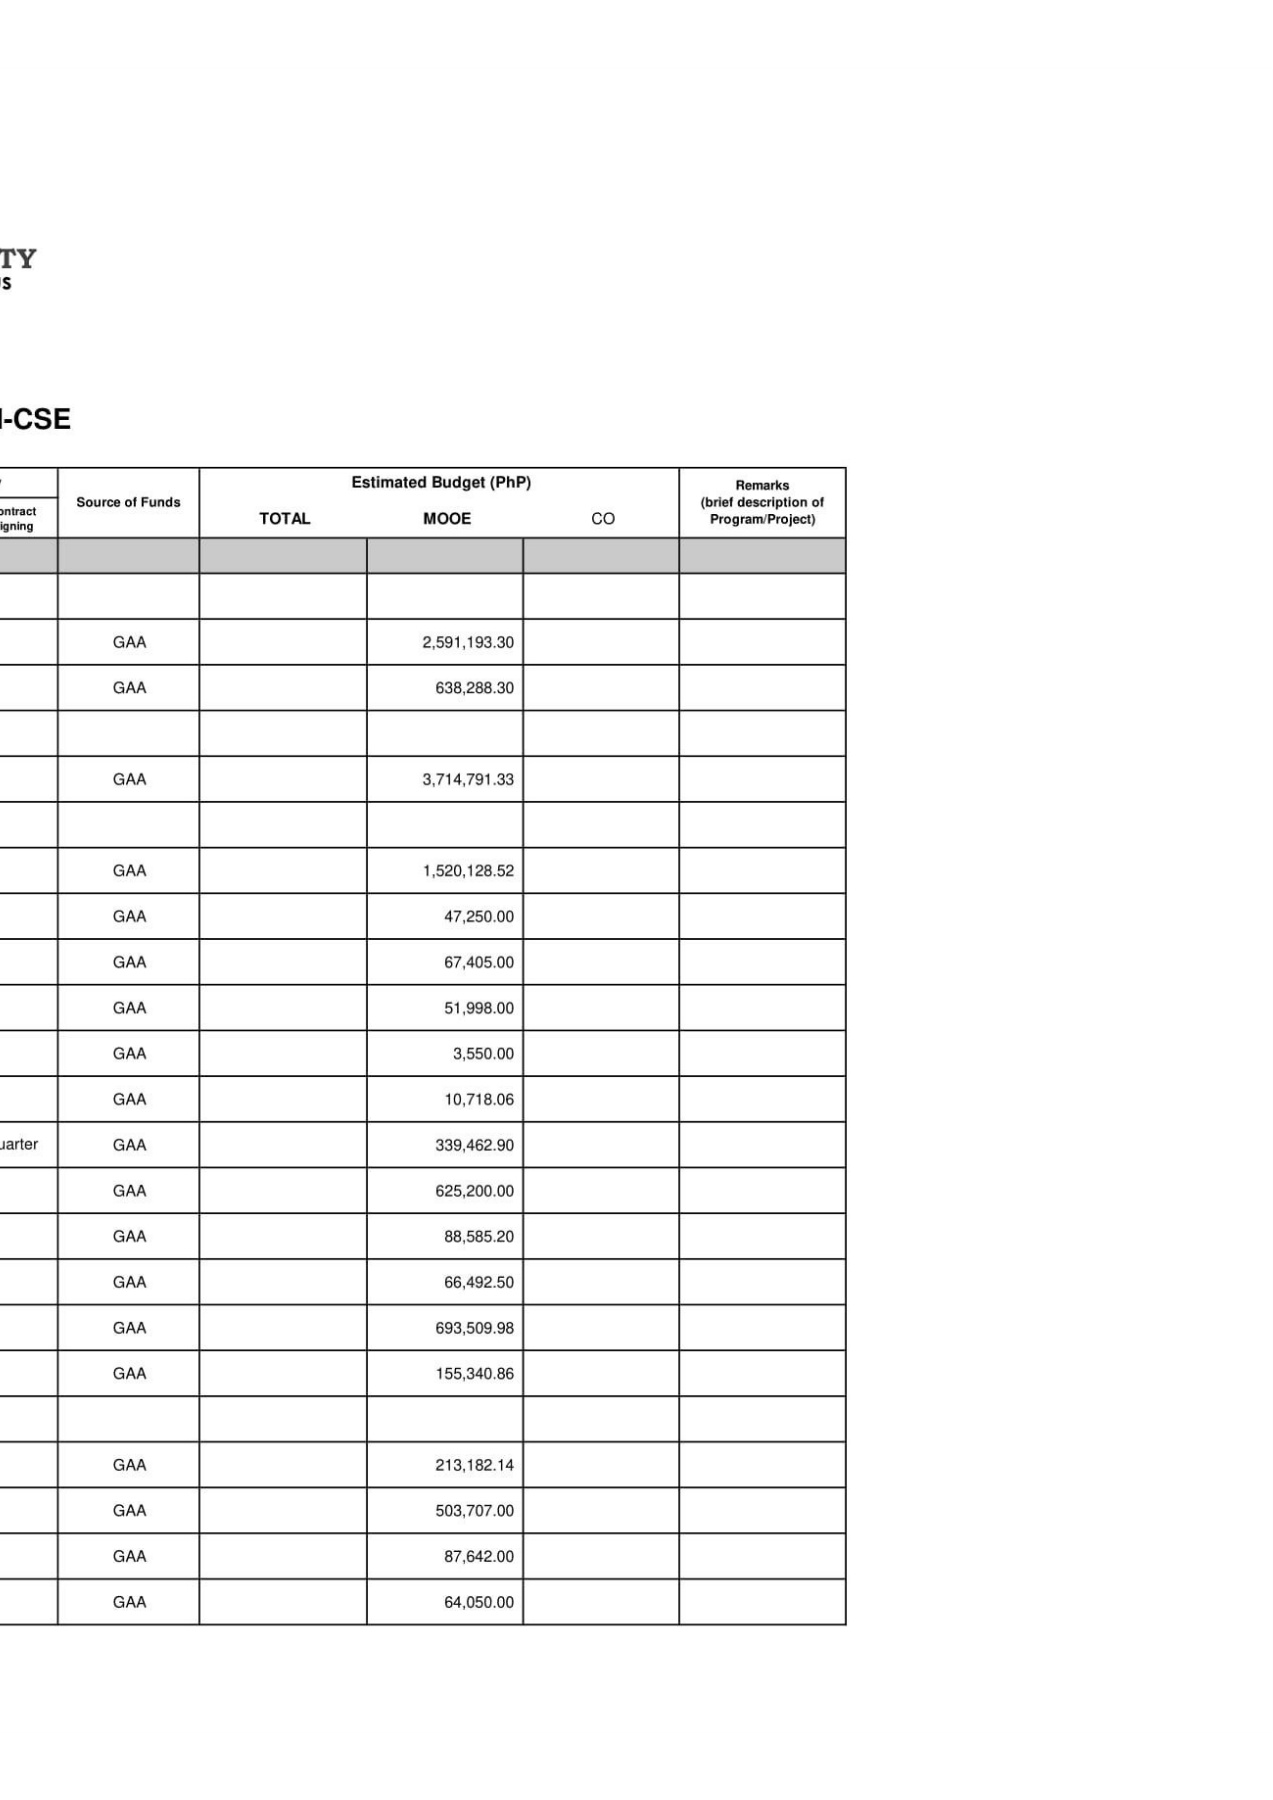 TY
US
-CSE
ontract
igning
Source of Funds
Estimated Budget (PhP)
TOTAL MOOE CO
Remarks
(brief description of
Program/Project)
GAA 2,591,193.30
GAA 638,288.30
GAA 3,714,791.33
GAA 1,520,128.52
GAA 47,250.00
GAA 67,405.00
GAA 51,998.00
GAA 3,550.00
GAA 10,718.06
uarter GAA 339,462.90
GAA 625,200.00
GAA 88,585.20
GAA 66,492.50
GAA 693,509.98
GAA 155,340.86
GAA 213,182.14
GAA 503,707.00
GAA 87,642.00
GAA 64,050.00